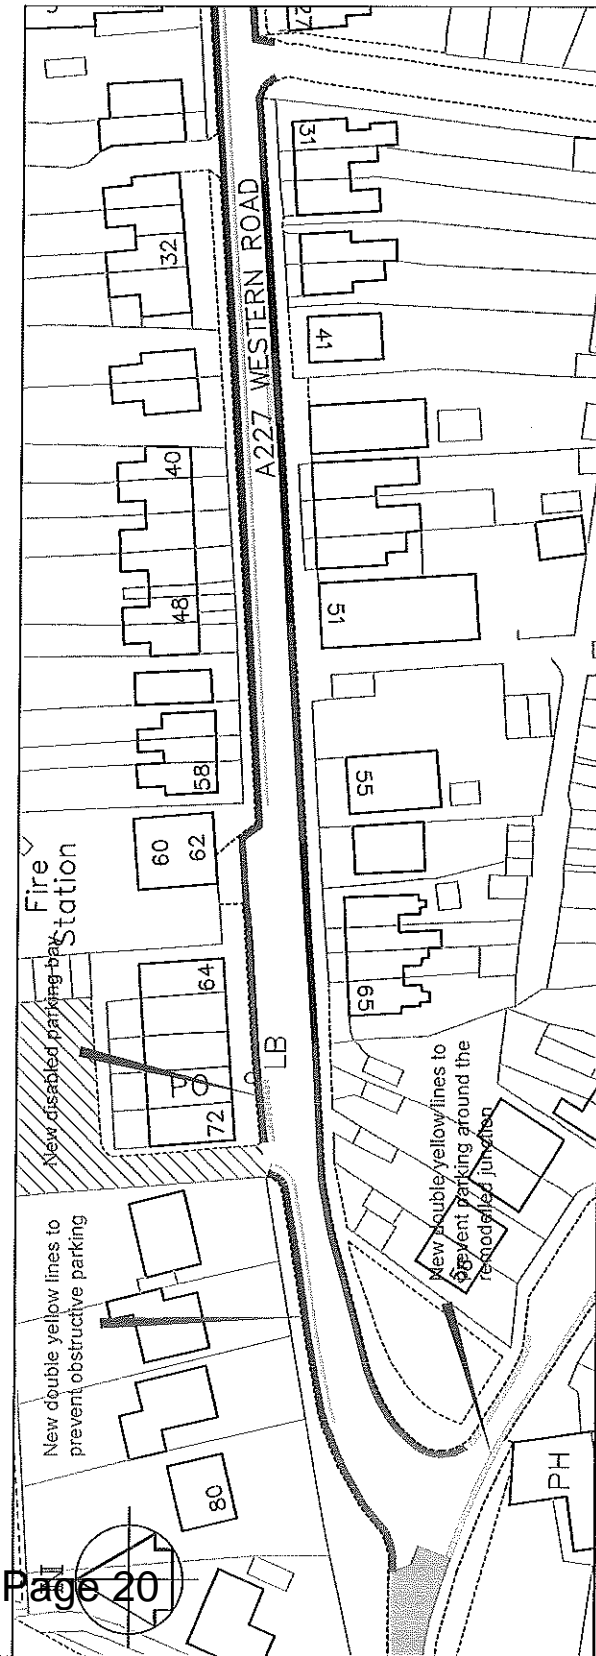 27
31
A227 WESTERN ROAD
32
41
40
51
48
55
58
60
62
Fire
Station
64
65
New disabled parking bay
LB
PO
72
New double yellow lines to
prevent parking around the
remodelled junction
New double yellow lines to
prevent obstructive parking
PH
80
Page 20